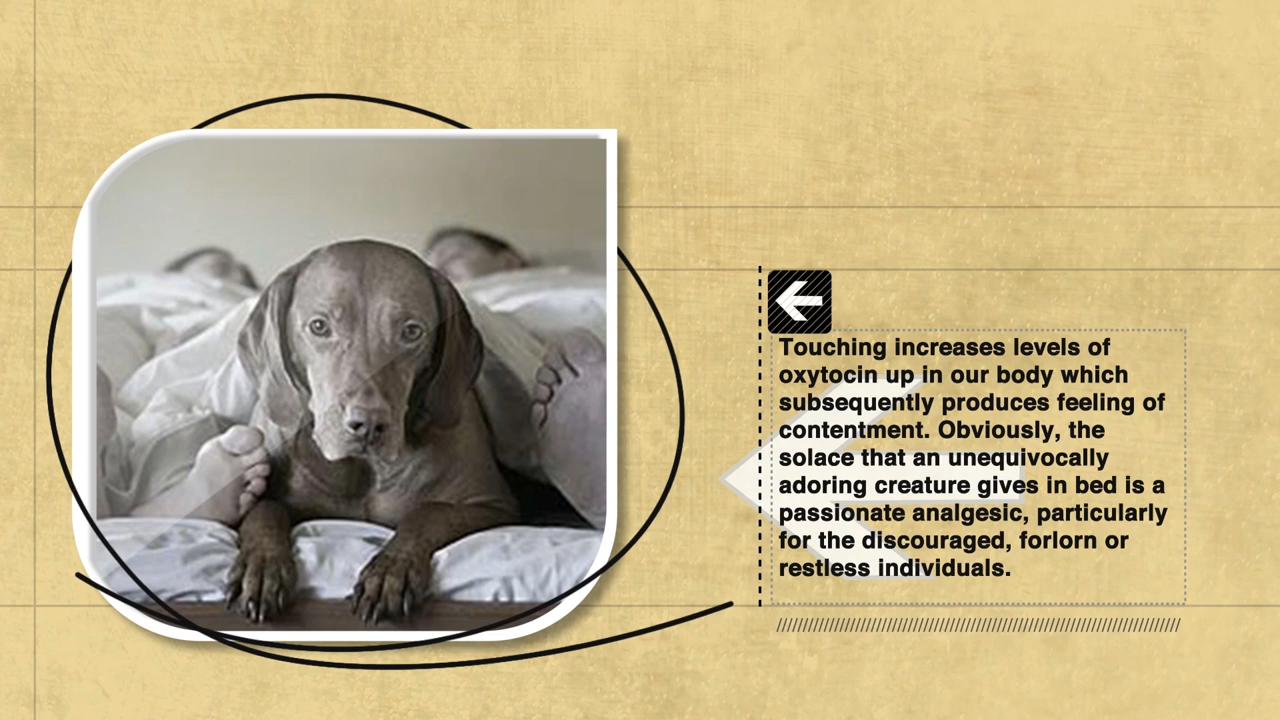 Touching increases levels of
oxytocin up in our body which
subsequently produces feeling of
contentment. Obviously, the
solace that an unequivocally
adoring creature gives in bed is a
passionate analgesic, particularly
for the discouraged, forlorn or
restless individuals.